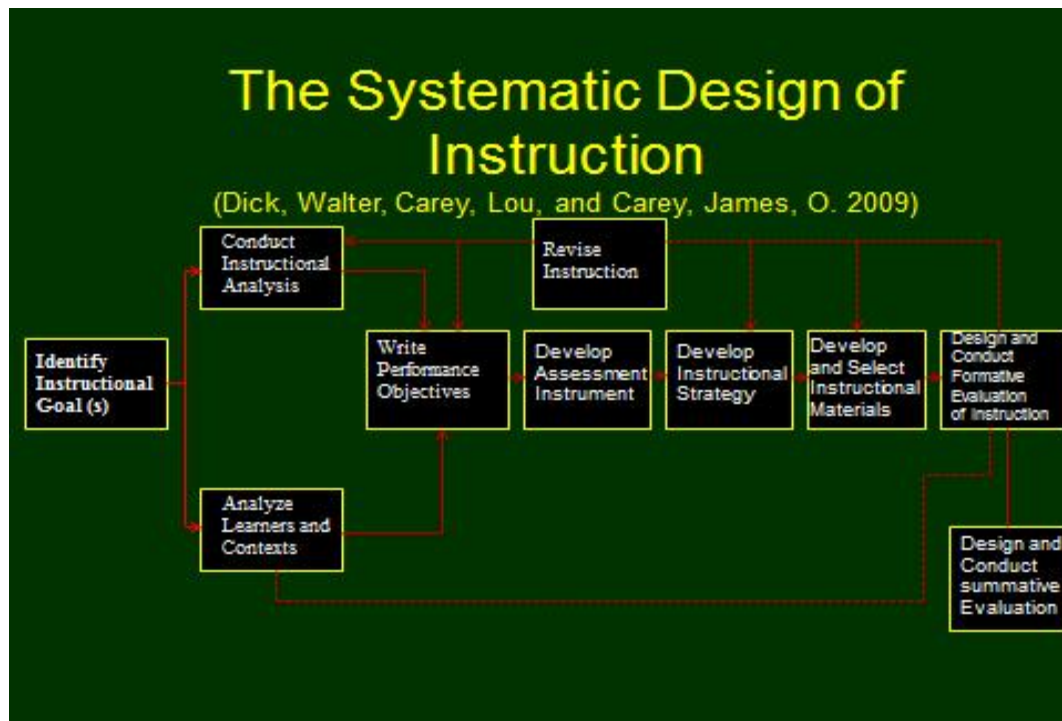 The Systematic Design of
Instruction
(Dick, Walter, Carey, Lou, and Carey, James, O. 2009)
Conduct
Instructional
Analysis
Revise
Instruction
Identify
Instructional
Goal (s)
Write
Performance
Objectives
Develop
Assessment
Instrument
Develop
Instructional
Strategy
Develop
and Select
Instructional
Materials
Design and
Conduct
Formative
Evaluation
of Instruction
Analyze
Learners and
Contexts
Design and
Conduct
summative
Evaluation